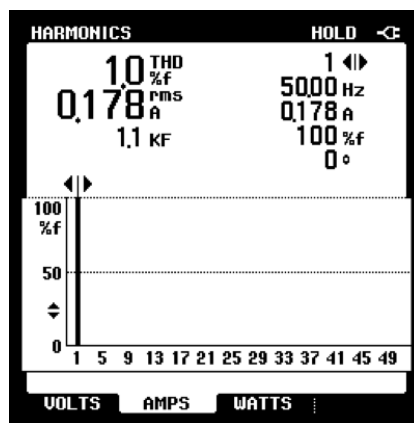 HARMONICS HOLD
1.0 THD %f 1
0.178 rms A 50.00 Hz
1.1 KF 0.178 A
100 %f
0°
100
%f
50
0
1 5 9 13 17 21 25 29 33 37 41 45 49
VOLTS AMPS WATTS